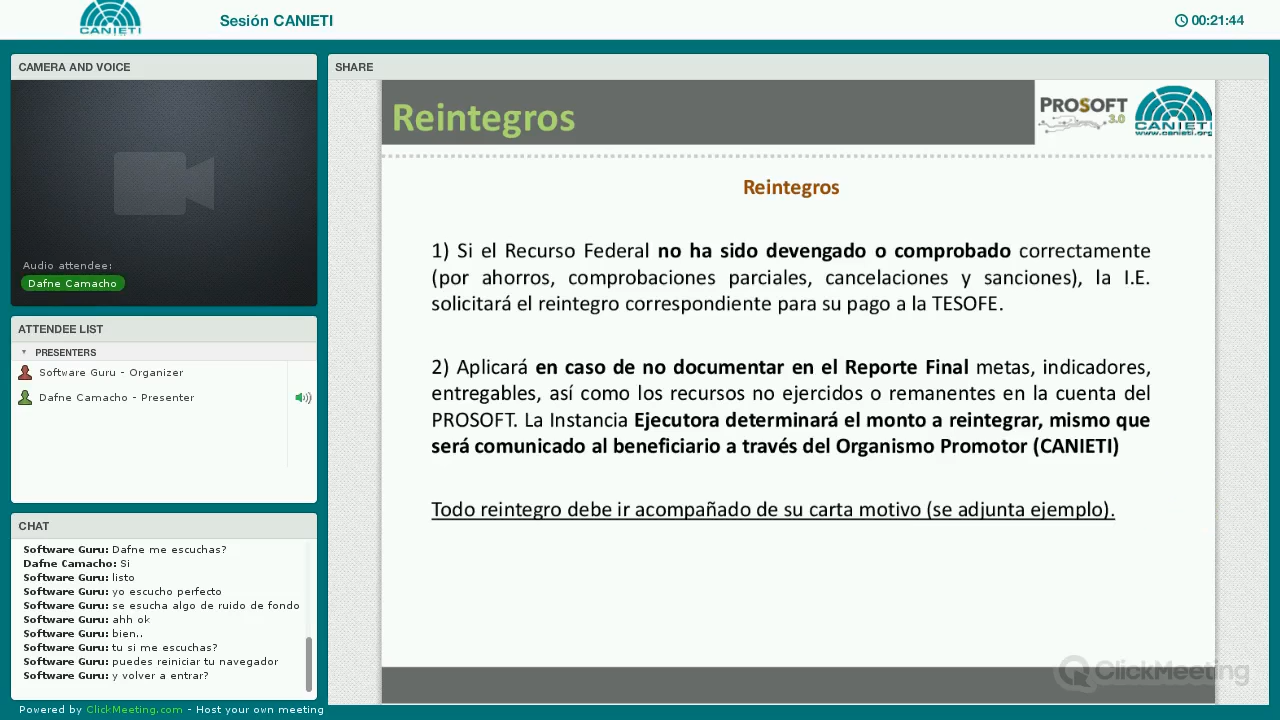 CANIETI
Sesión CANIETI
00:21:44
CAMERA AND VOICE
Audio attendee:
Dafne Camacho
ATTENDEE LIST
PRESENTERS
Software Guru - Organizer
Dafne Camacho - Presenter
CHAT
Software Guru: Dafne me escuchas?
Dafne Camacho: Si
Software Guru: listo
Software Guru: yo escucho perfecto
Software Guru: se esucha algo de ruido de fondo
Software Guru: ahh ok
Software Guru: bien..
Software Guru: tu si me escuchas?
Software Guru: puedes reiniciar tu navegador
Software Guru: y volver a entrar?
Powered by ClickMeeting.com - Host your own meeting
SHARE
Reintegros
PROSOFT
3.0
CANIETI
www.canieti.org
Reintegros
1) Si el Recurso Federal no ha sido devengado o comprobado correctamente
(por ahorros, comprobaciones parciales, cancelaciones y sanciones), la I.E.
solicitará el reintegro correspondiente para su pago a la TESOFE.
2) Aplicará en caso de no documentar en el Reporte Final metas, indicadores,
entregables, así como los recursos no ejercidos o remanentes en la cuenta del
PROSOFT. La Instancia Ejecutora determinará el monto a reintegrar, mismo que
será comunicado al beneficiario a través del Organismo Promotor (CANIETI)
Todo reintegro debe ir acompañado de su carta motivo (se adjunta ejemplo).
ClickMeeting